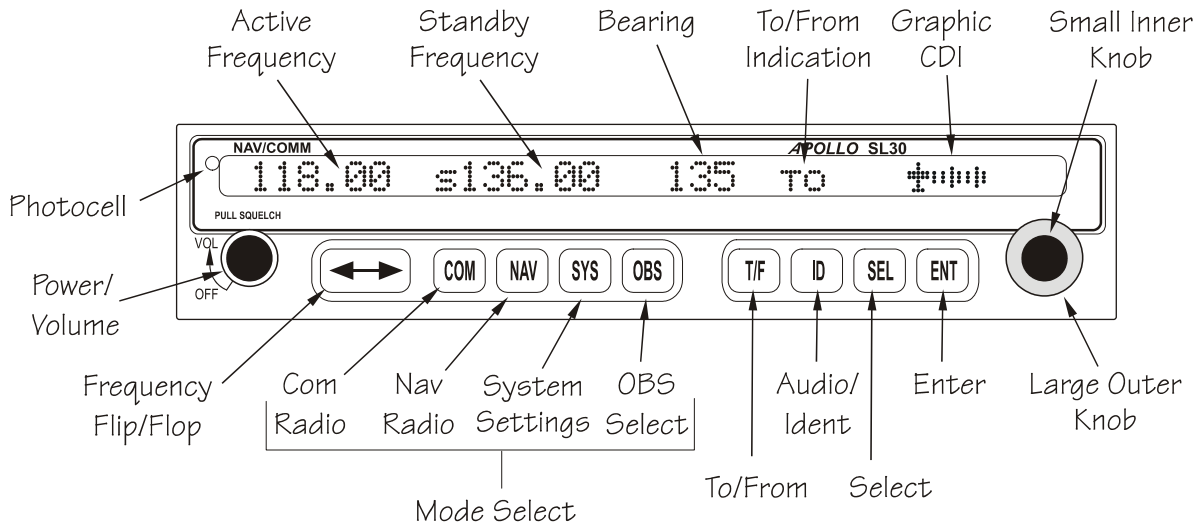 Active
Frequency
Standby
Frequency
Bearing
To/From
Indication
Graphic
CDI
Small Inner
Knob
NAV/COMM
APOLLO SL30
118.00 s136.00 135 TO
Photocell
PULL SQUELCH
VOL
OFF
Power/
Volume
COM NAV SYS OBS T/F ID SEL ENT
Frequency
Flip/Flop
Com
Radio
Nav
Radio
System
Settings
OBS
Select
Audio/
Ident
Enter
Large Outer
Knob
To/From
Select
Mode Select